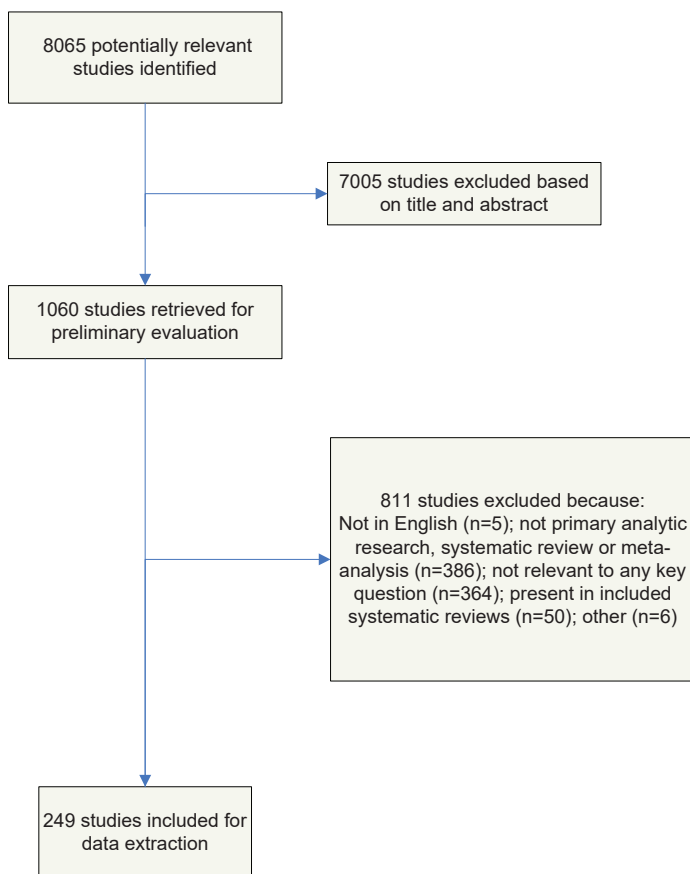 8065 potentially relevant
studies identified
7005 studies excluded based
on title and abstract
1060 studies retrieved for
preliminary evaluation
811 studies excluded because:
Not in English (n=5); not primary analytic
research, systematic review or meta-
analysis (n=386); not relevant to any key
question (n=364); present in included
systematic reviews (n=50); other (n=6)
249 studies included for
data extraction